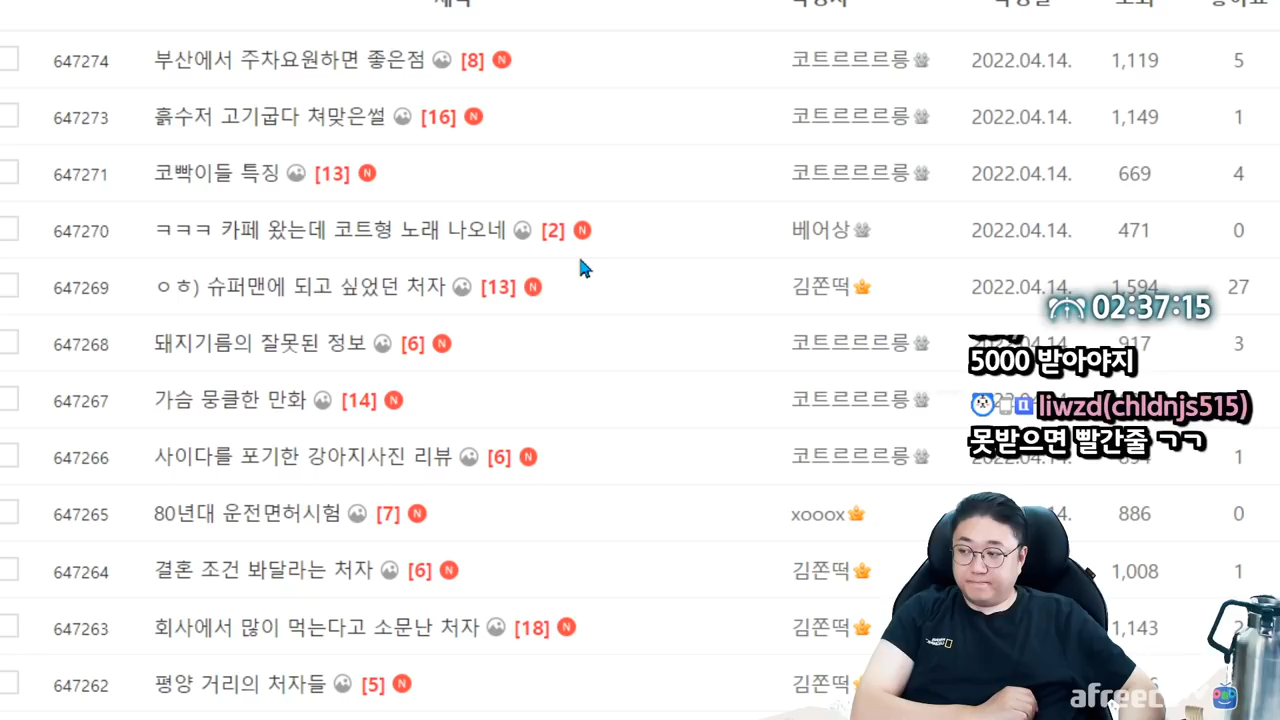 647274 부산에서 주차요원하면 좋은점 [8] N 코트르르르릉 2022.04.14. 1,119 5
647273 흙수저 고기굽다 쳐맞은썰 [16] N 코트르르르릉 2022.04.14. 1,149 1
647271 코빡이들 특징 [13] N 코트르르르릉 2022.04.14. 669 4
647270 ㅋㅋㅋ 카페 왔는데 코트형 노래 나오네 [2] N 베어상 2022.04.14. 471 0
647269 ㅇㅎ) 슈퍼맨에 되고 싶었던 처자 [13] N 김쫀떡 2022.04.14. 1,594 27
02:37:15
647268 돼지기름의 잘못된 정보 [6] N 코트르르르릉 2022.04.14. 917 3
5000 받아야지
647267 가슴 뭉클한 만화 [14] N 코트르르르릉
liwzd(chldnjs515)
못받으면 빨간줄 ㄱㄱ
647266 사이다를 포기한 강아지사진 리뷰 [6] N 코트르르르릉 1
647265 80년대 운전면허시험 [7] N xooox 14. 886 0
647264 결혼 조건 봐달라는 처자 [6] N 김쫀떡 1,008 1
647263 회사에서 많이 먹는다고 소문난 처자 [18] N 김쫀떡 1,143 2
647262 평양 거리의 처자들 [5] N 김쫀떡